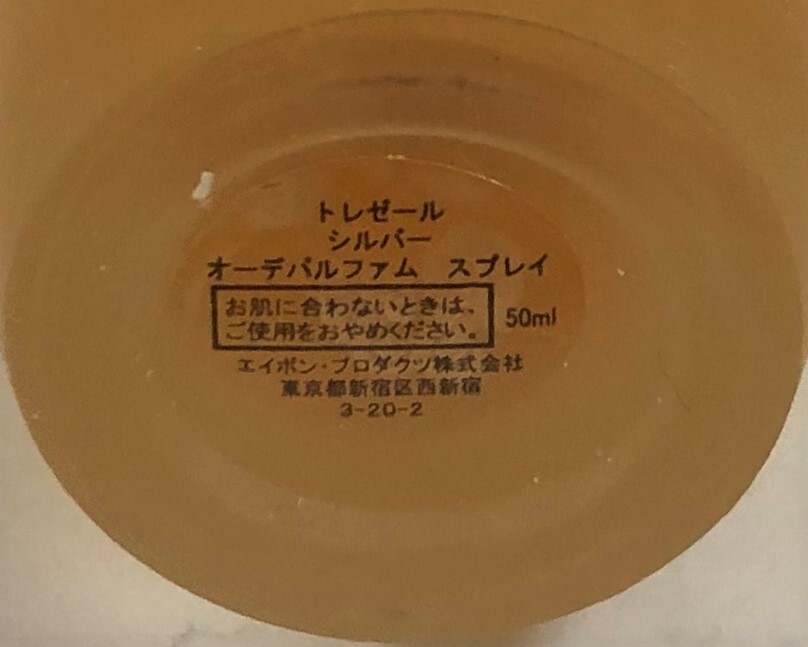 トレゼール
シルバー
オーデパルファム スプレイ
お肌に合わないときは、
ご使用をおやめください。
50ml
エイボン・プロダクツ株式会社
東京都新宿区西新宿
3-20-2